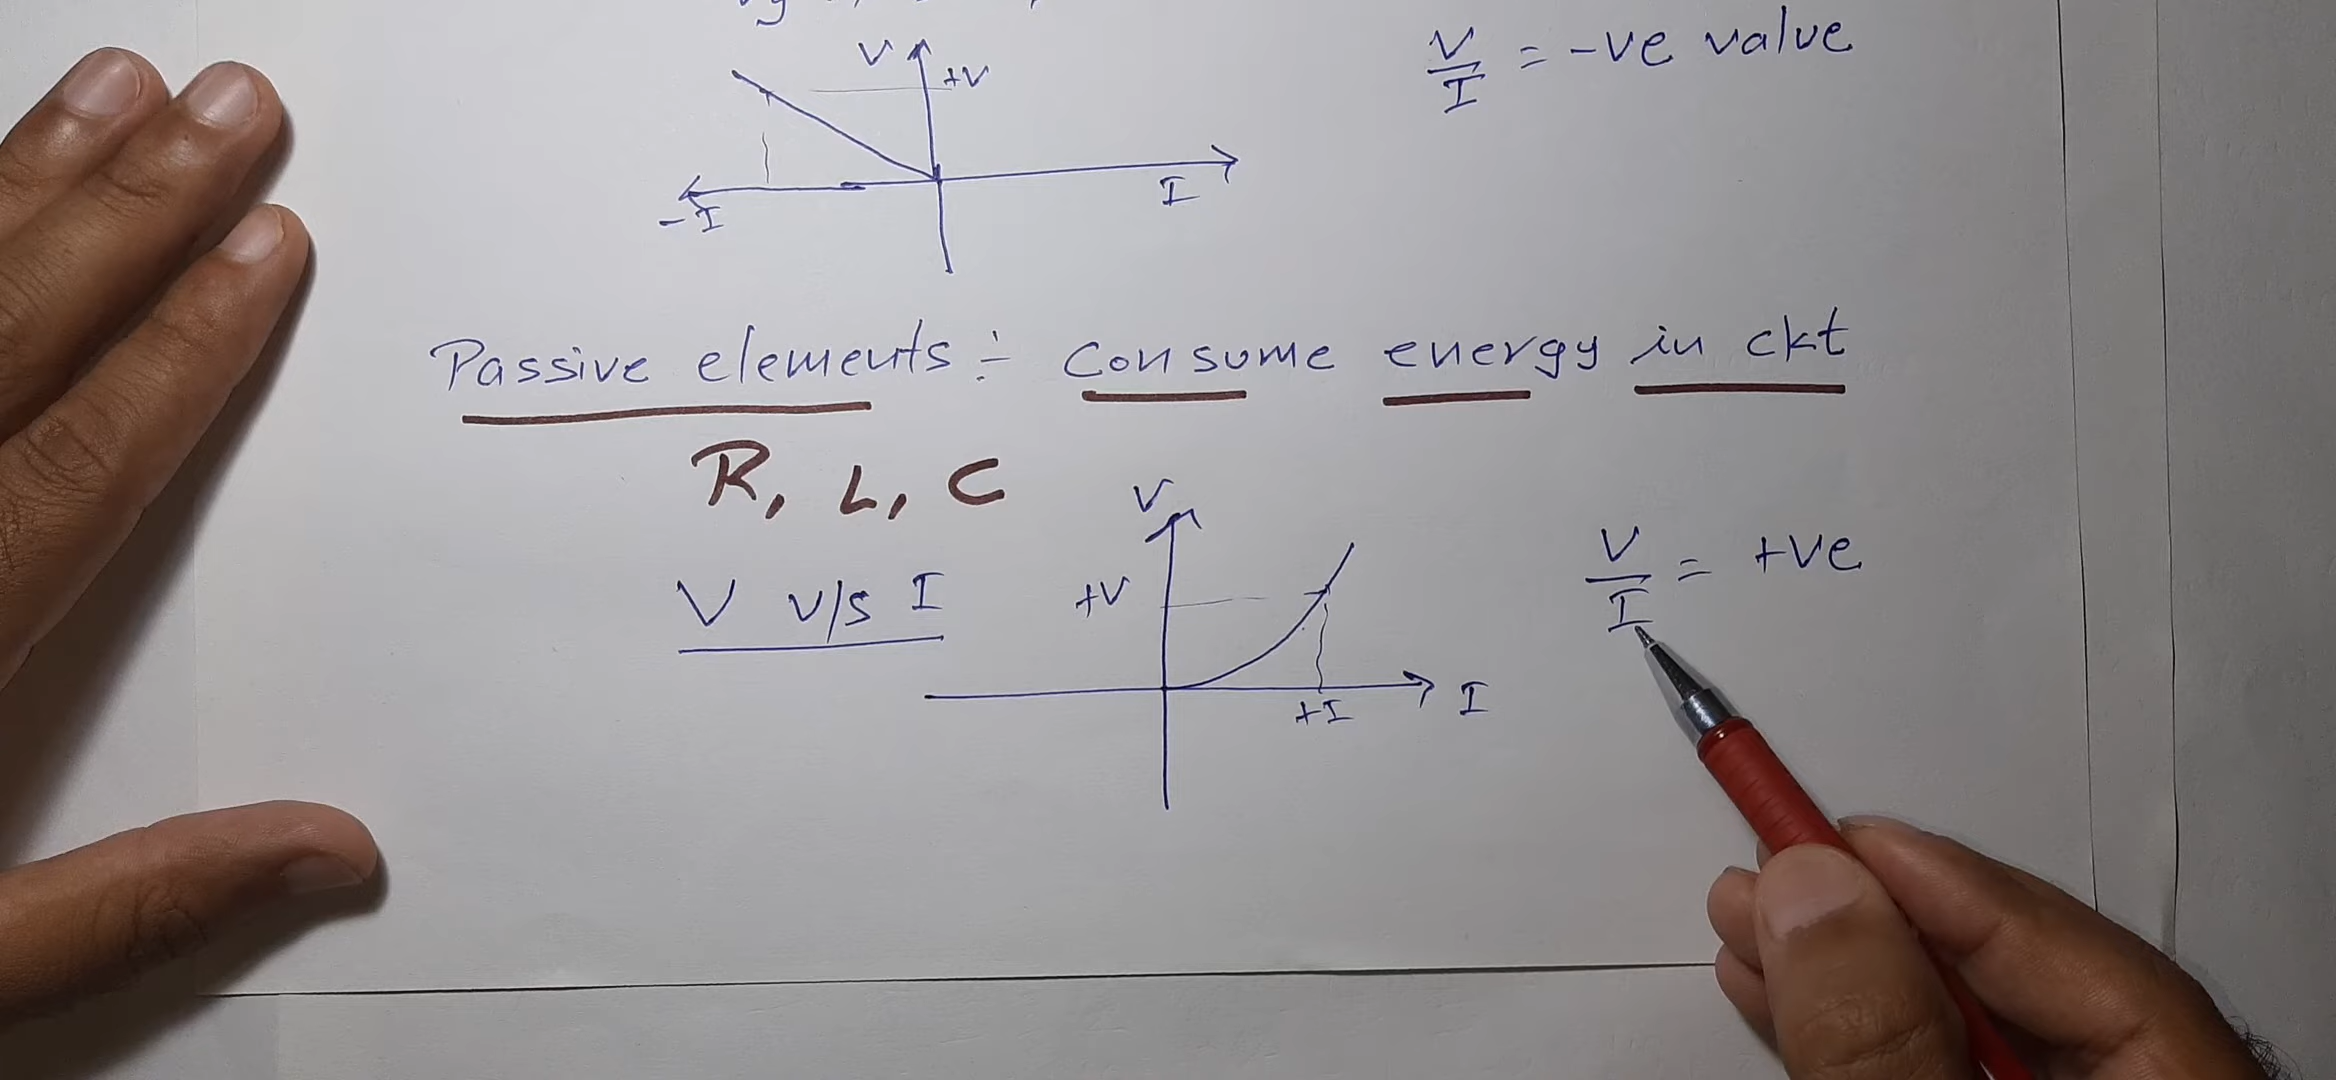 V
+V
V/I = -ve value
I
-I
Passive elements ÷ Consume energy in ckt
R, L, C
V
V v/s I
+V
V/I = +ve
+I
I